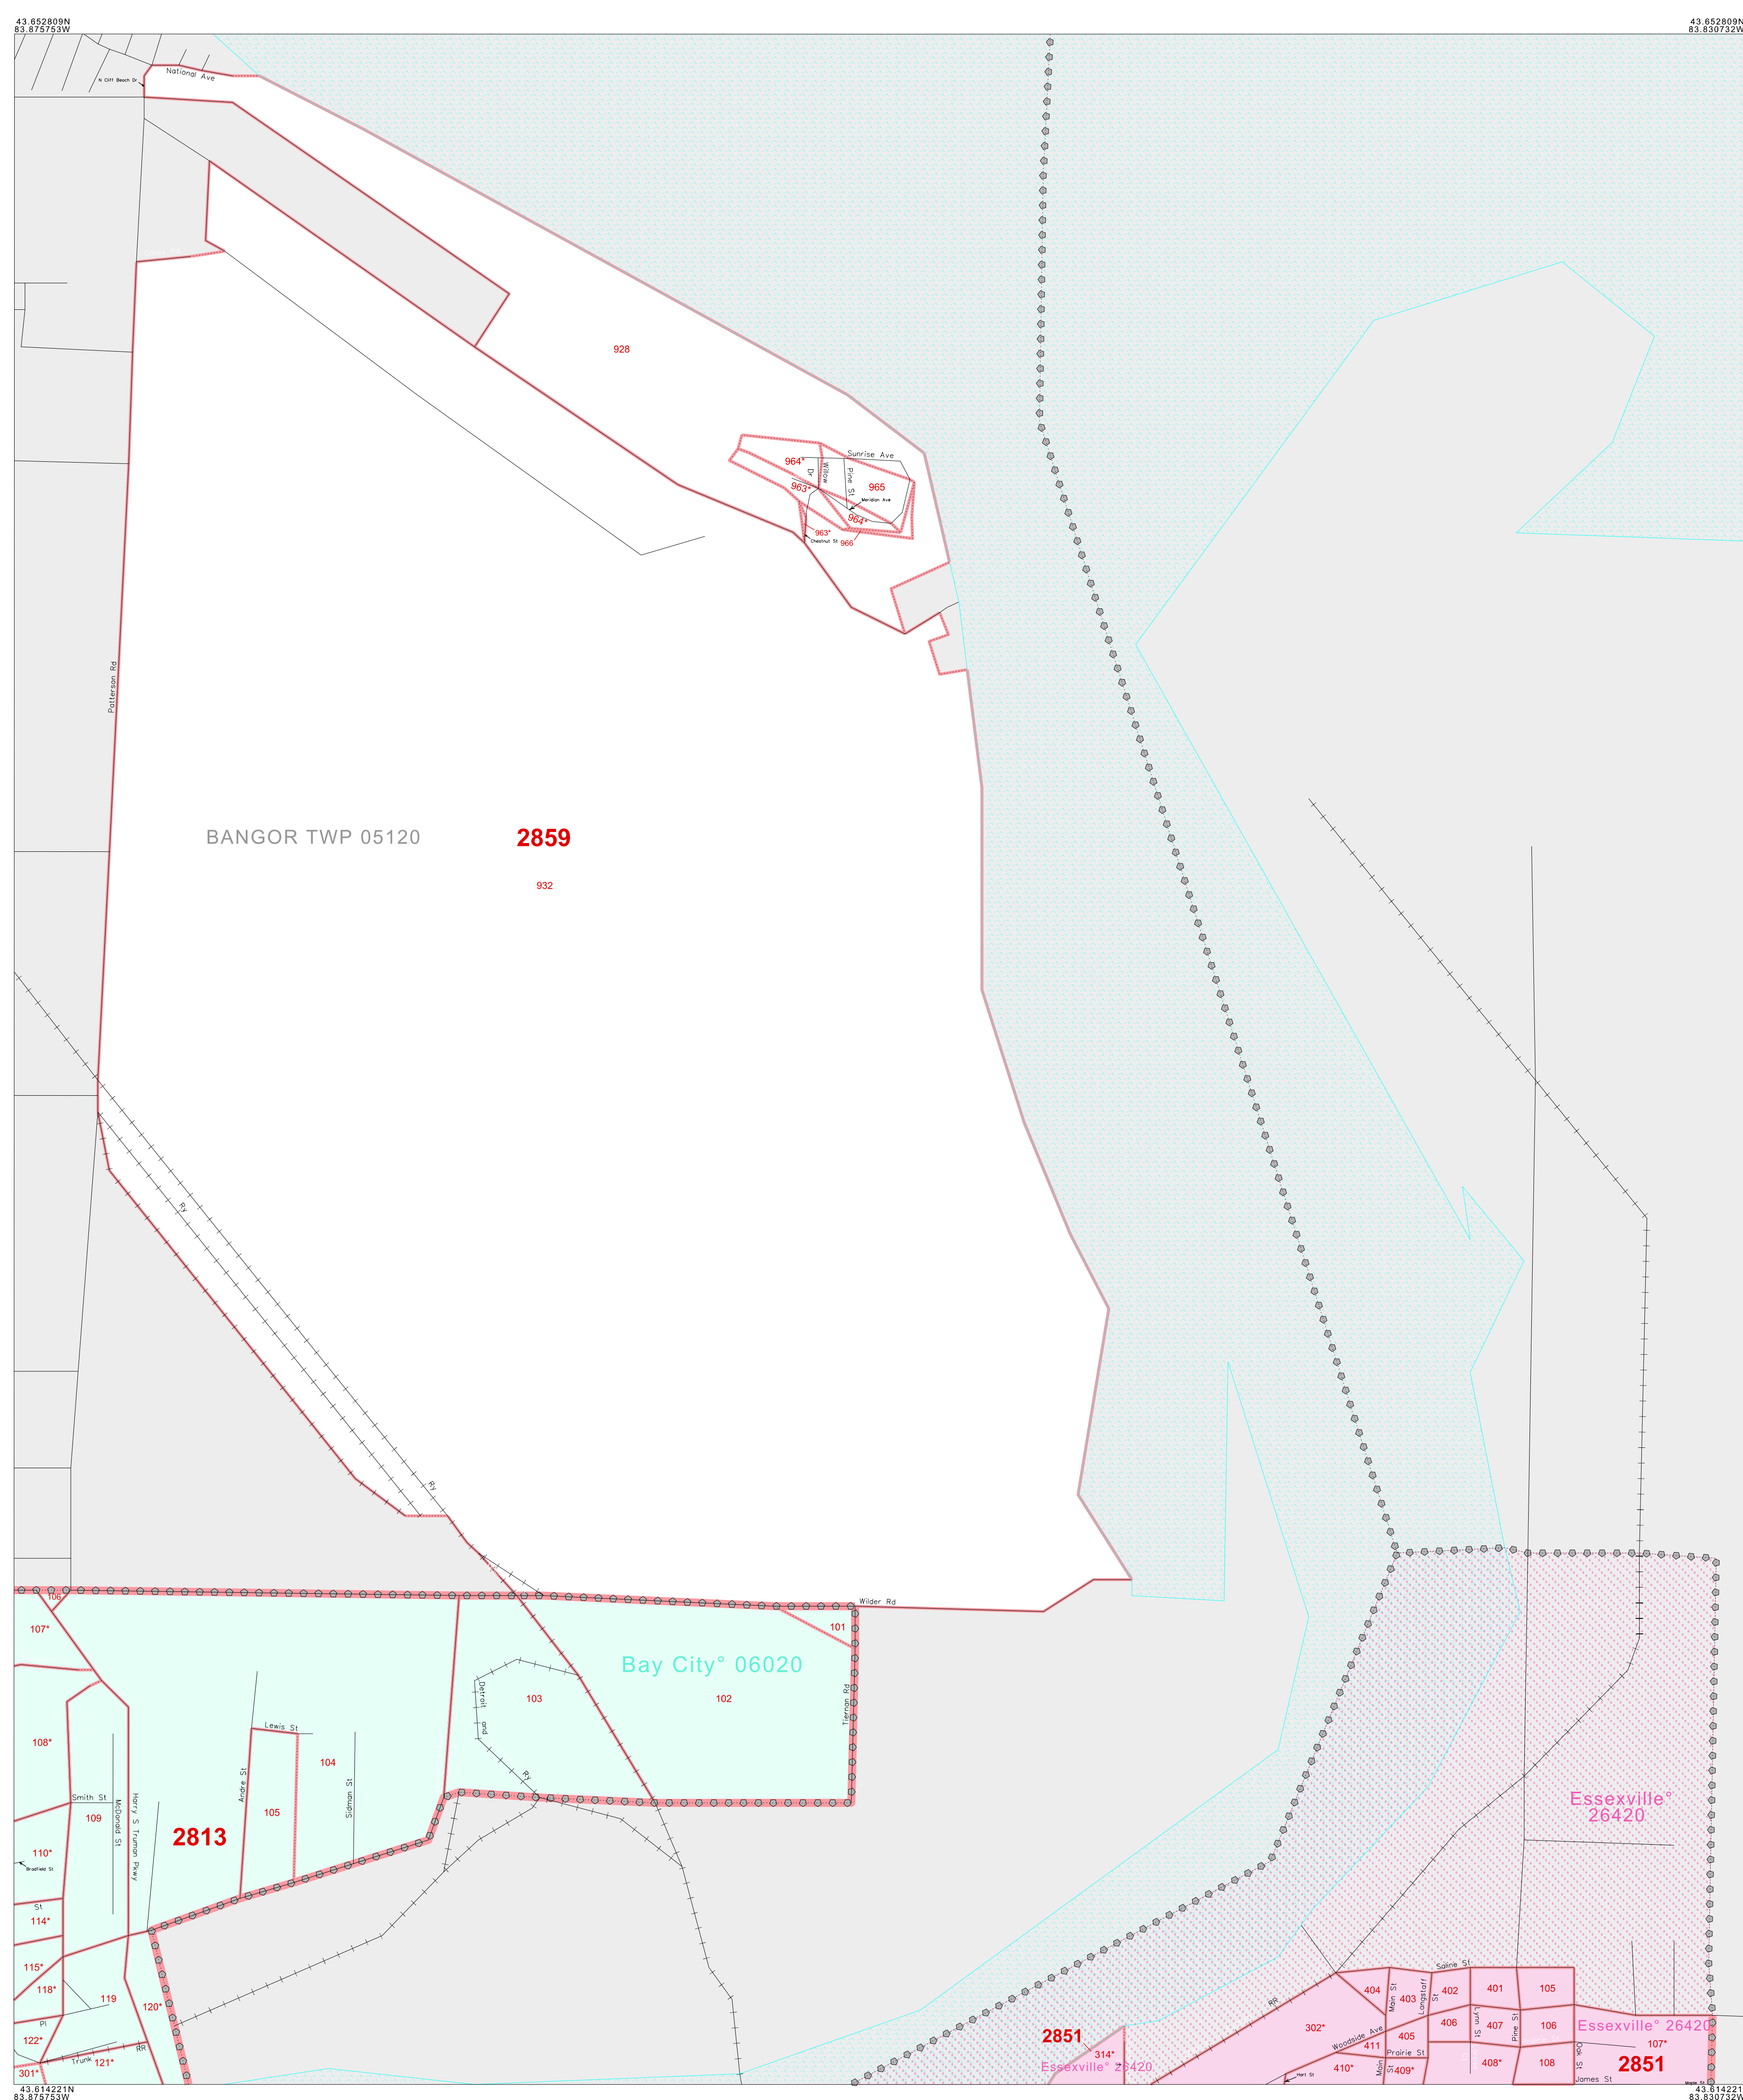 43.652809N
83.875753W
43.652809N
83.830732W
National Ave
N Cliff Beach Dr
928
Sunrise Ave
964*
Willow
Dr
Pine St
965
963*
Meridian Ave
964*
963*
966
Chestnut St
Patterson Rd
BANGOR TWP 05120
2859
932
Ry
Ry
106
Wilder Rd
107*
101
Bay City° 06020
103
102
Detroit and
Ry
Tiernan Rd
Lewis St
108*
104
Smith St
109
McDonald St
Harry S Truman Pkwy
Andre St
105
Sidman St
2813
110*
Bradfield St
St
114*
115*
118*
119
120*
Pl
122*
Trunk
RR
121*
301*
Essexville°
26420
Saline St
404
Main St
403
Langstaff
St
402
401
105
RR
302*
406
Lynn St
407
Pine St
106
Essexville° 26420
2851
Woodside Ave
405
411
107*
314*
Prairie St
Essexville° 26420
410*
Main
St
409*
408*
108
Oak St
2851
Hart St
James St
Maple St
43.614221N
83.875753W
43.614221N
83.830732W